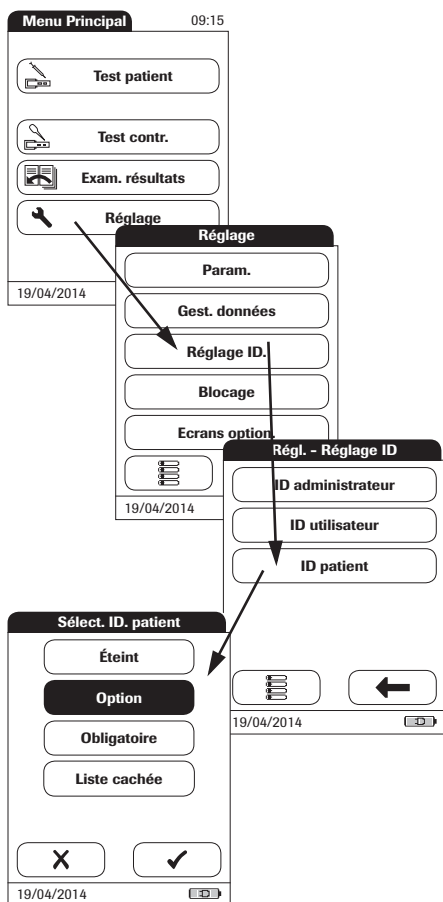 Menu Principal 09:15
Test patient
Test contr.
Exam. résultats
Réglage
19/04/2014
Réglage
Param.
Gest. données
Réglage ID.
Blocage
Ecrans option.
19/04/2014
Régl. - Réglage ID
ID administrateur
ID utilisateur
ID patient
19/04/2014
Sélect. ID. patient
Éteint
Option
Obligatoire
Liste cachée
19/04/2014